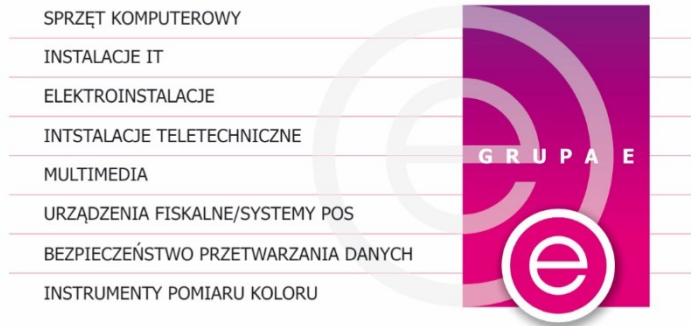 SPRZĘT KOMPUTEROWY
INSTALACJE IT
ELEKTROINSTALACJE
INTSTALACJE TELETECHNICZNE
MULTIMEDIA
URZĄDZENIA FISKALNE/SYSTEMY POS
BEZPIECZEŃSTWO PRZETWARZANIA DANYCH
INSTRUMENTY POMIARU KOLORU
GRUPA E
e